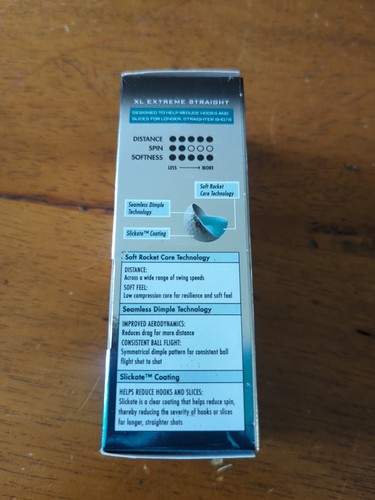 XL EXTREME STRAIGHT
DESIGNED TO HELP REDUCE HOOKS AND
SLICES FOR LONGER, STRAIGHTER SHOTS
DISTANCE
SPIN
SOFTNESS
LESS MORE
Soft Rocket
Core Technology
Seamless Dimple
Technology
Slickote™ Coating
Soft Rocket Core Technology
DISTANCE:
Across a wide range of swing speeds
SOFT FEEL:
Low compression core for resilience and soft feel
Seamless Dimple Technology
IMPROVED AERODYNAMICS:
Reduces drag for more distance
CONSISTENT BALL FLIGHT:
Symmetrical dimple pattern for consistent ball
flight shot to shot
Slickote™ Coating
HELPS REDUCE HOOKS AND SLICES:
Slickote is a clear coating that helps reduce spin,
thereby reducing the severity of hooks or slices
for longer, straighter shots